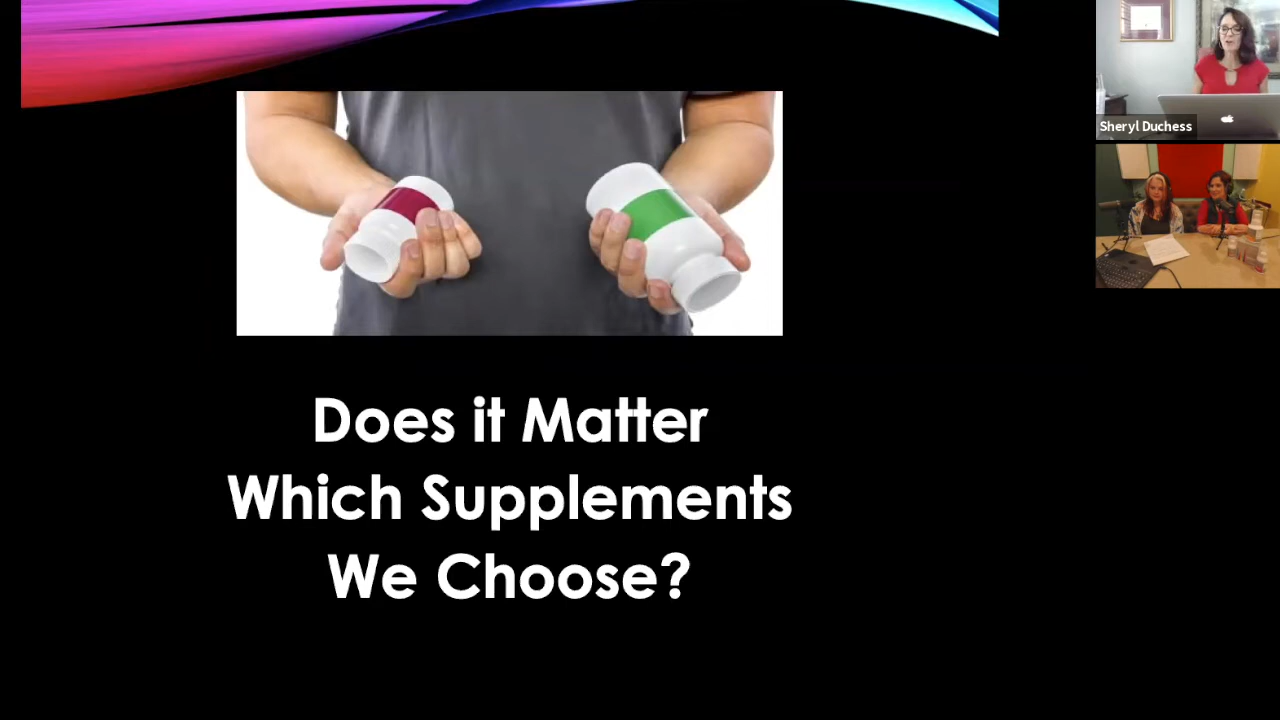 Does it Matter
Which Supplements
We Choose?
Sheryl Duchess